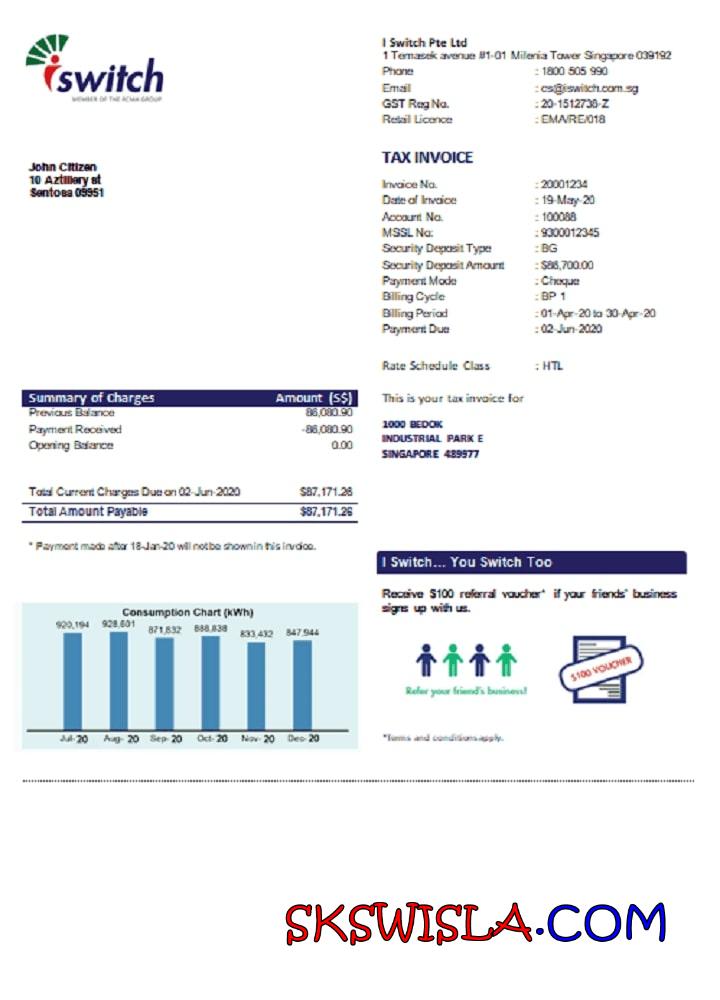 iswitch
MEMBER OF THE ACMA GROUP
I Switch Pte Ltd
1 Temasek avenue #1-01 Milenia Tower Singapore 039192
Phone : 1800 505 990
Email : cs@iswitch.com.sg
GST Reg No. : 20-1512738-Z
Retail Licence : EMA/RE/018
John Citizen
10 Aztillery st
Sentosa 09951
TAX INVOICE
Invoice No. : 20001234
Date of Invoice : 19-May-20
Account No. : 100088
MSSL No: : 9300012345
Security Deposit Type : BG
Security Deposit Amount : $86,700.00
Payment Mode : Cheque
Billing Cycle : BP 1
Billing Period : 01-Apr-20 to 30-Apr-20
Payment Due : 02-Jun-2020
Rate Schedule Class : HTL
This is your tax invoice for
1000 BEDOK
INDUSTRIAL PARK E
SINGAPORE 489977
Summary of Charges Amount (S$)
Previous Balance 86,080.90
Payment Received -86,080.90
Opening Balance 0.00
Total Current Charges Due on 02-Jun-2020 $87,171.26
Total Amount Payable $87,171.26
* Payment made after 18-Jan-20 will not be shown in this invoice.
I Switch... You Switch Too
Receive $100 referral voucher* if your friends' business
signs up with us.
$100 VOUCHER
Refer your friend's business!
*Terms and conditions apply.
Consumption Chart (kWh)
920,194 928,601 871,832 888,838 833,432 847,944
Jul-20 Aug-20 Sep-20 Oct-20 Nov-20 Dec-20
SKSWISLA.COM